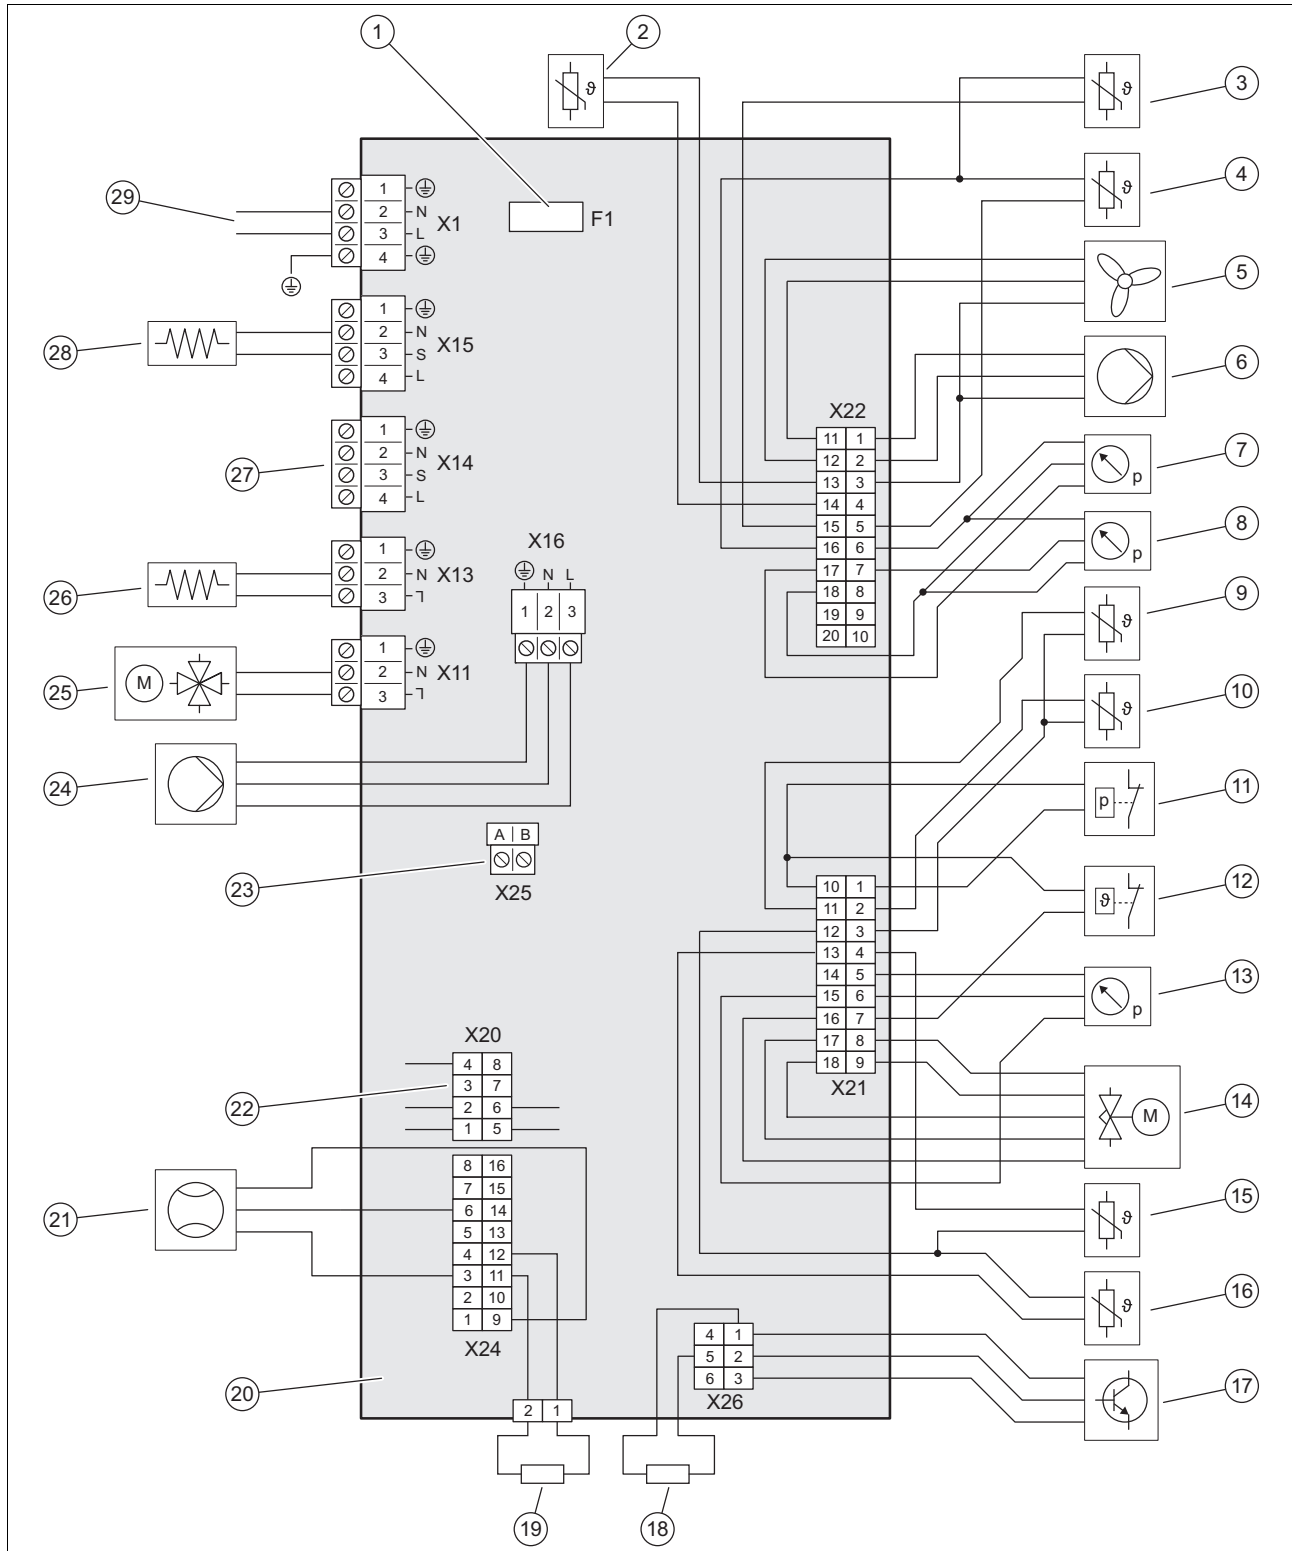 1
2
ϑ
ϑ
3
ϑ
4
5
6
p
7
p
8
ϑ
9
ϑ
10
p
11
ϑ
12
p
13
M
14
ϑ
15
ϑ
16
17
29
1
2 N
3 L
4
X1
F1
28
1
2 N
3 S
4 L
X15
27
1
2 N
3 S
4 L
X14
26
1
2 N
3 ㄱ
X13
25
M
1
2 N
3 ㄱ
X11
24
X16
N L
1 2 3
23
A B
X25
X22
11 1
12 2
13 3
14 4
15 5
16 6
17 7
18 8
19 9
20 10
10 1
11 2
12 3
13 4
14 5
15 6
16 7
17 8
18 9
X21
22
X20
4 8
3 7
2 6
1 5
21
8 16
7 15
6 14
5 13
4 12
3 11
2 10
1 9
X24
20
4 1
5 2
6 3
X26
2 1
19
18